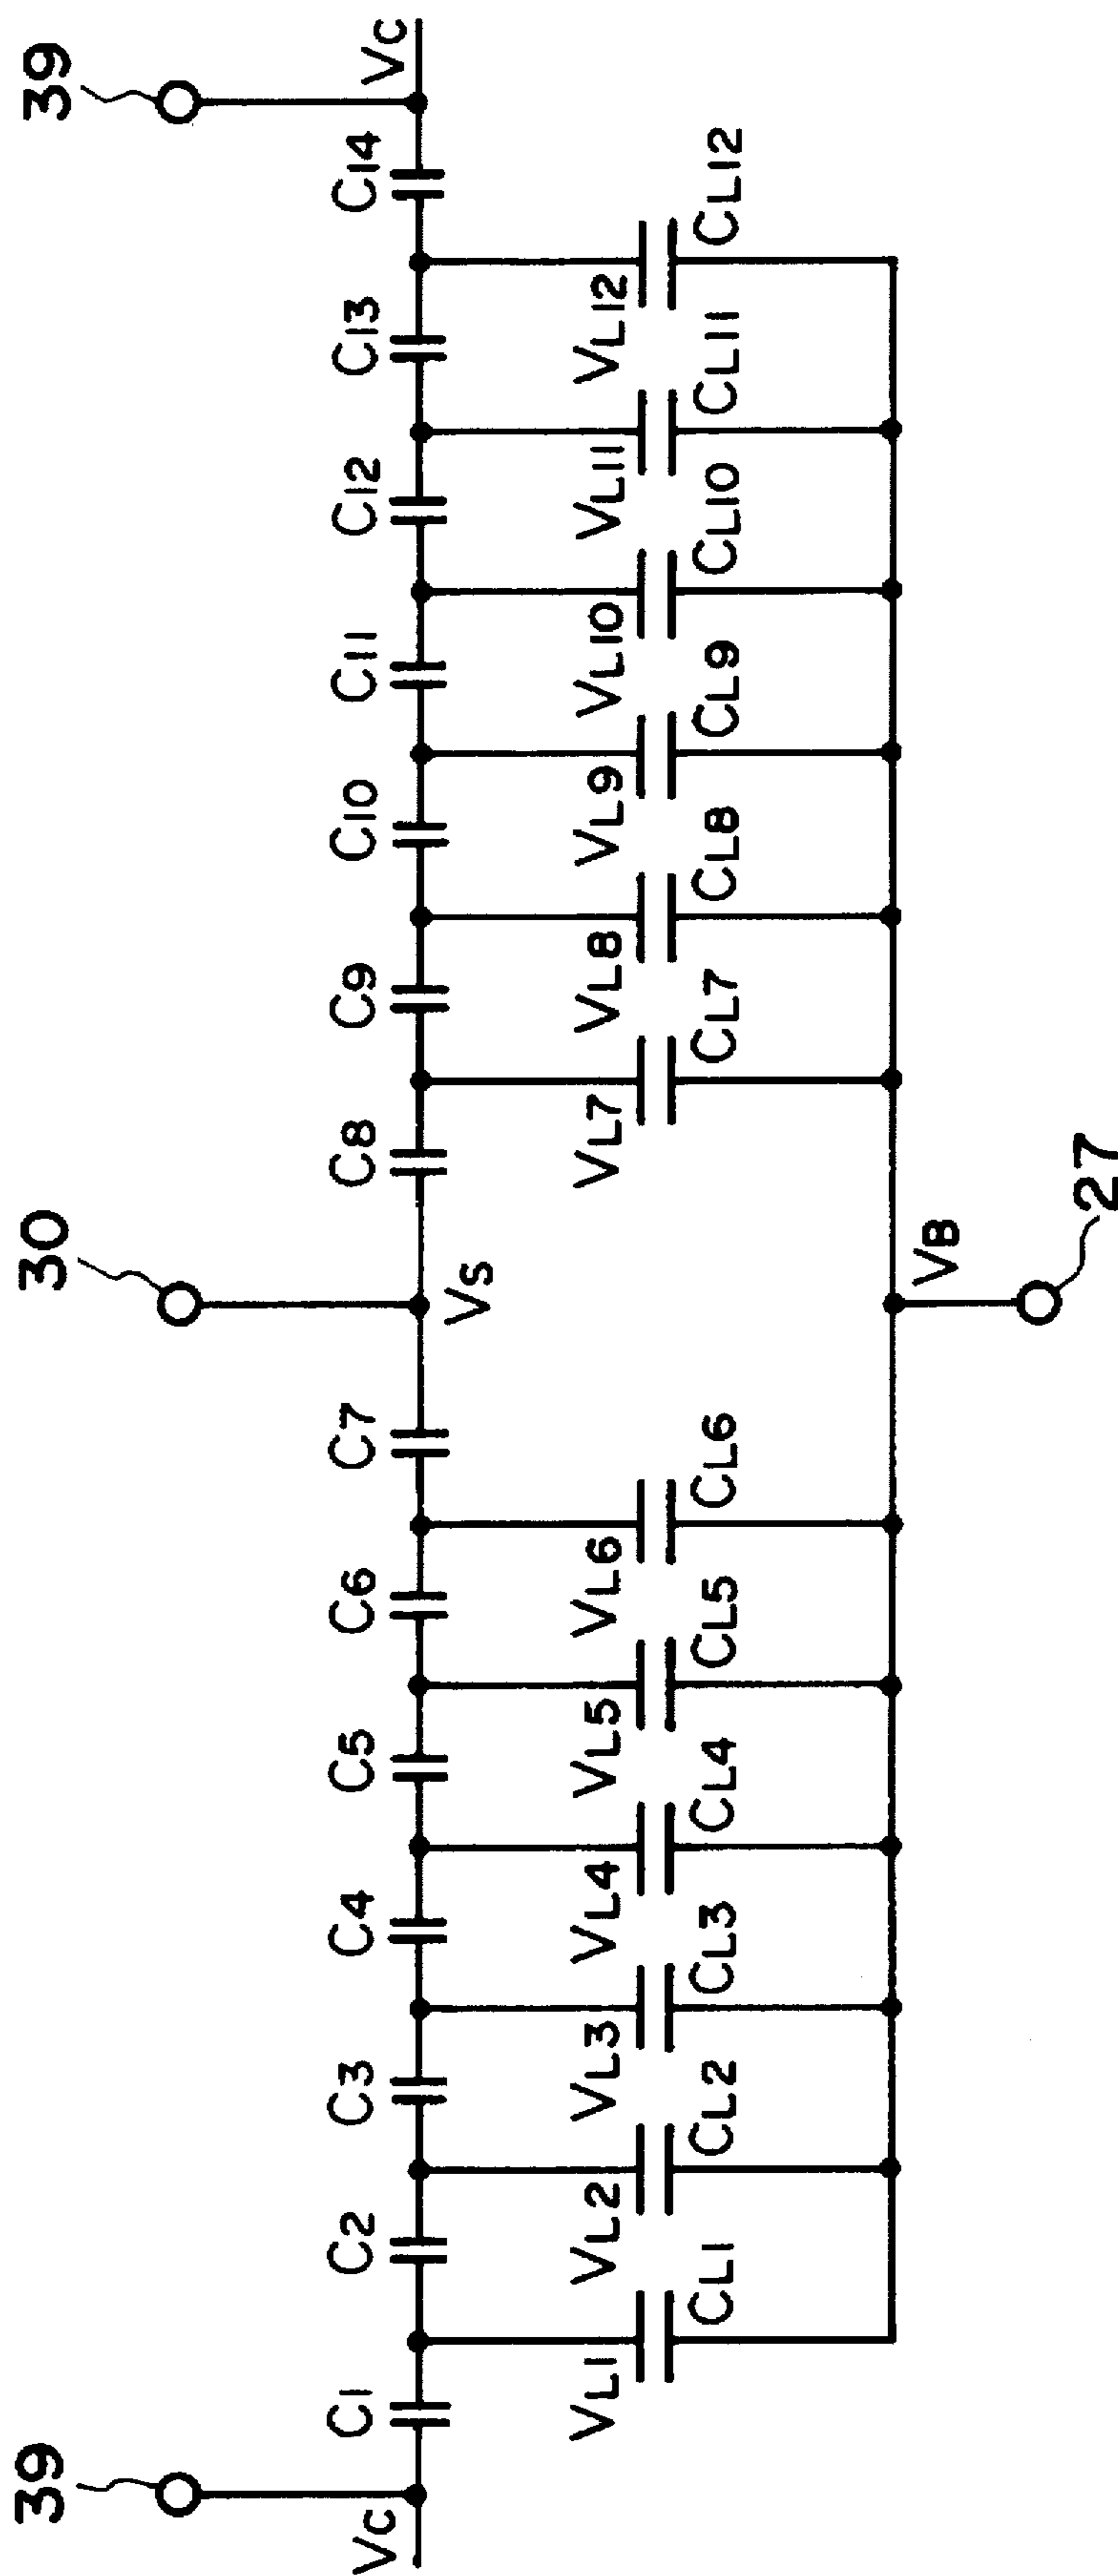 39 30 39
VC C1 C2 C3 C4 C5 C6 C7 VS C8 C9 C10 C11 C12 C13 C14 VC
VL1 VL2 VL3 VL4 VL5 VL6 VL7 VL8 VL9 VL10 VL11 VL12
CL1 CL2 CL3 CL4 CL5 CL6 CL7 CL8 CL9 CL10 CL11 CL12
VB
27